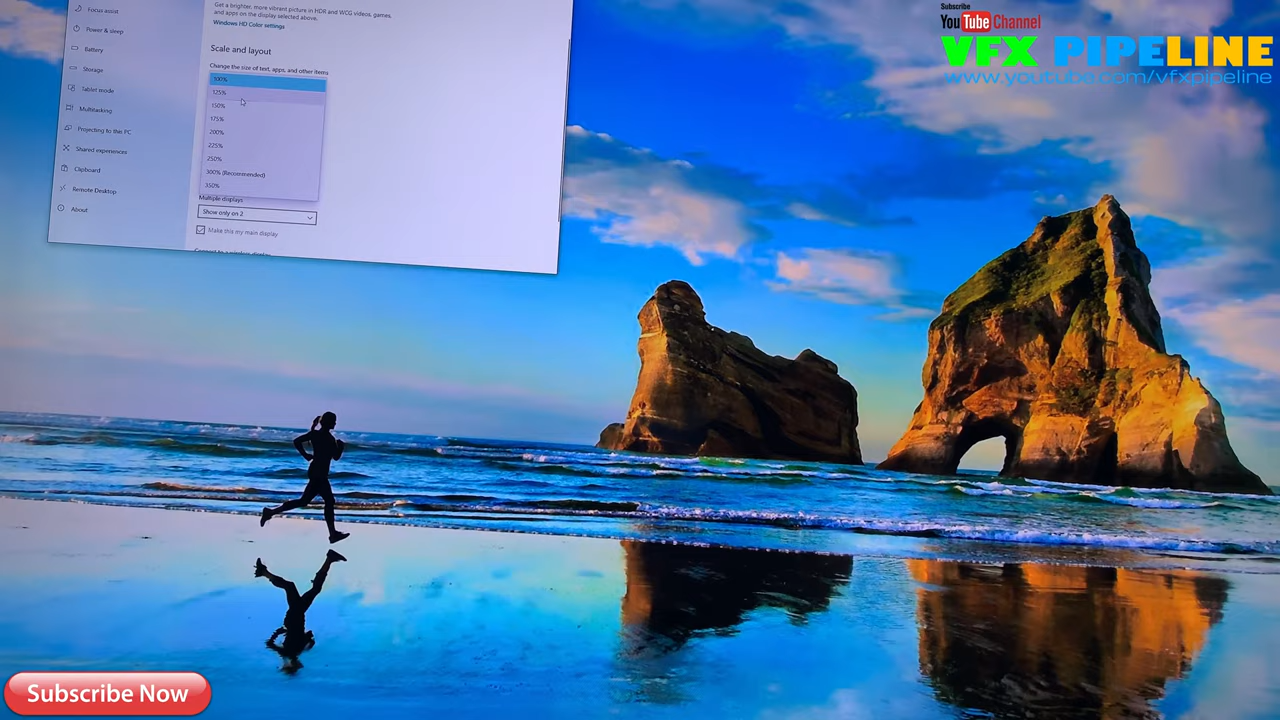 Focus assist
Power & sleep
Battery
Storage
Tablet mode
Multitasking
Projecting to this PC
Shared experiences
Clipboard
Remote Desktop
About
Get a brighter, more vibrant picture in HDR and WCG videos, games,
and apps on the display selected above.
Windows HD Color settings
Scale and layout
Change the size of text, apps, and other items
100%
125%
150%
175%
200%
225%
250%
300% (Recommended)
350%
Multiple displays
Show only on 2
Make this my main display
Connect to a wireless display
Subscribe
YouTube Channel
VFX PIPELINE
www.youtube.com/vfxpipeline
Subscribe Now